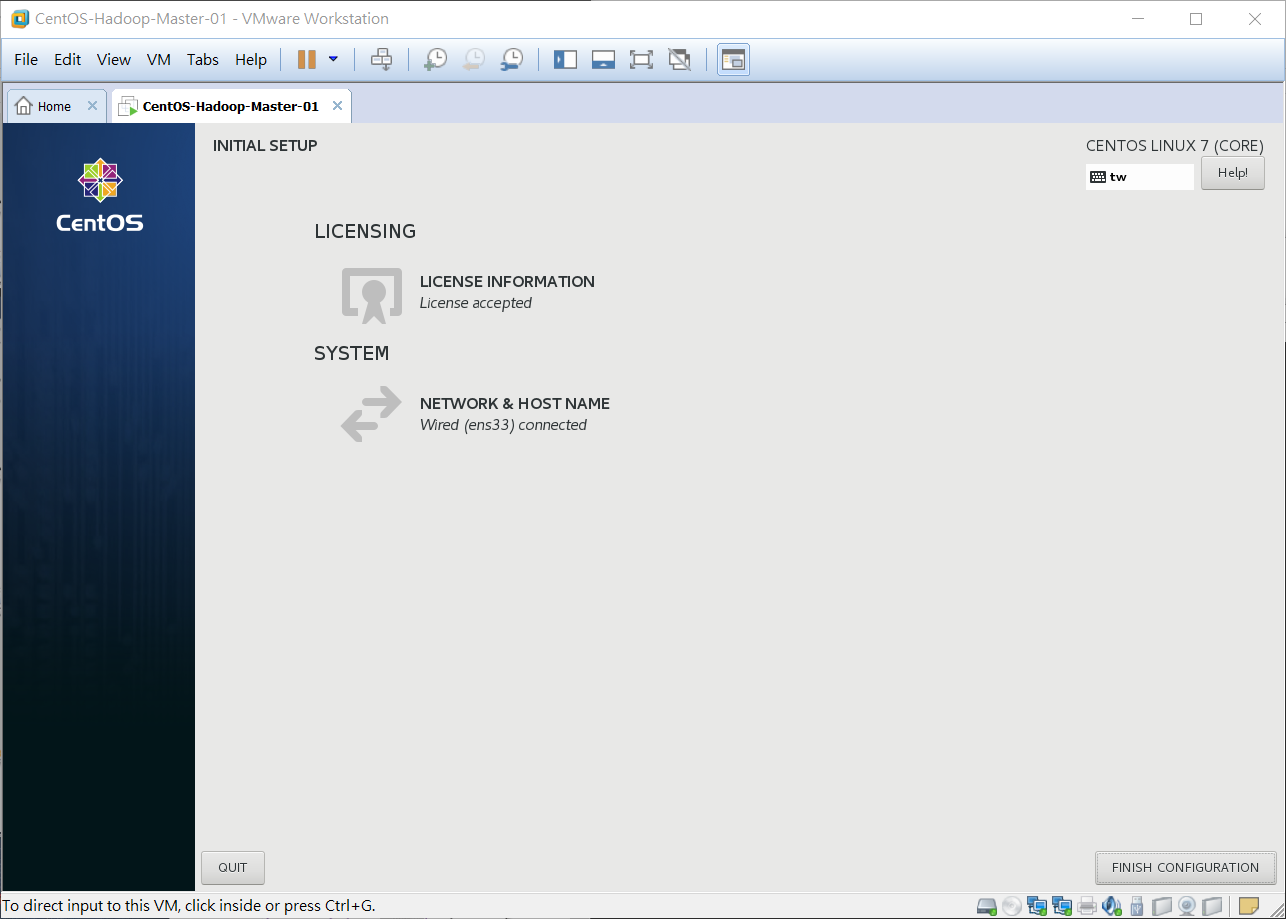 CentOS-Hadoop-Master-01 - VMware Workstation
File Edit View VM Tabs Help
Home CentOS-Hadoop-Master-01
CentOS
INITIAL SETUP
CENTOS LINUX 7 (CORE)
tw
Help!
LICENSING
LICENSE INFORMATION
License accepted
SYSTEM
NETWORK & HOST NAME
Wired (ens33) connected
QUIT
FINISH CONFIGURATION
To direct input to this VM, click inside or press Ctrl+G.